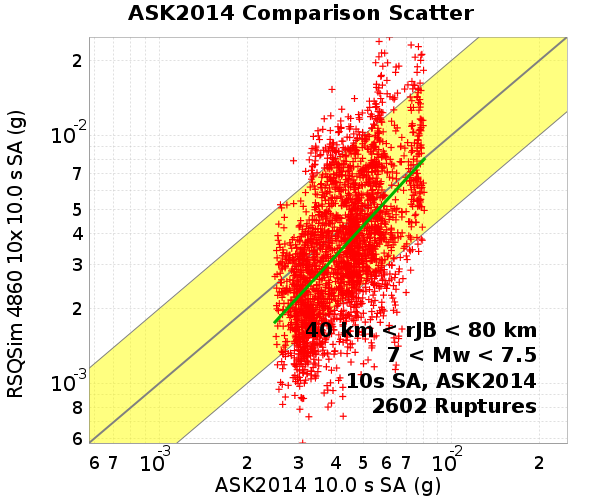 ASK2014 Comparison Scatter
RSQSim 4860 10x 10.0 s SA (g)
2
10-2
7
5
4
3
2
10-3
8
6
40 km < rJB < 80 km
7 < Mw < 7.5
10s SA, ASK2014
2602 Ruptures
6 7 10-3 2 3 4 5 6 7 10-2 2
ASK2014 10.0 s SA (g)